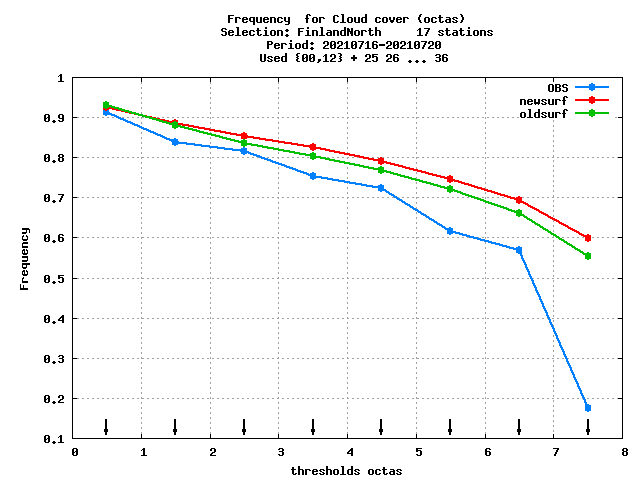 Frequency  for Cloud cover (octas)
Selection: FinlandNorth     17 stations
Period: 20210716-20210720
Used {00,12} + 25 26 ... 36
OBS
newsurf
oldsurf
1
0.9
0.8
0.7
0.6
0.5
0.4
0.3
0.2
0.1
Frequency
0 1 2 3 4 5 6 7 8
thresholds octas